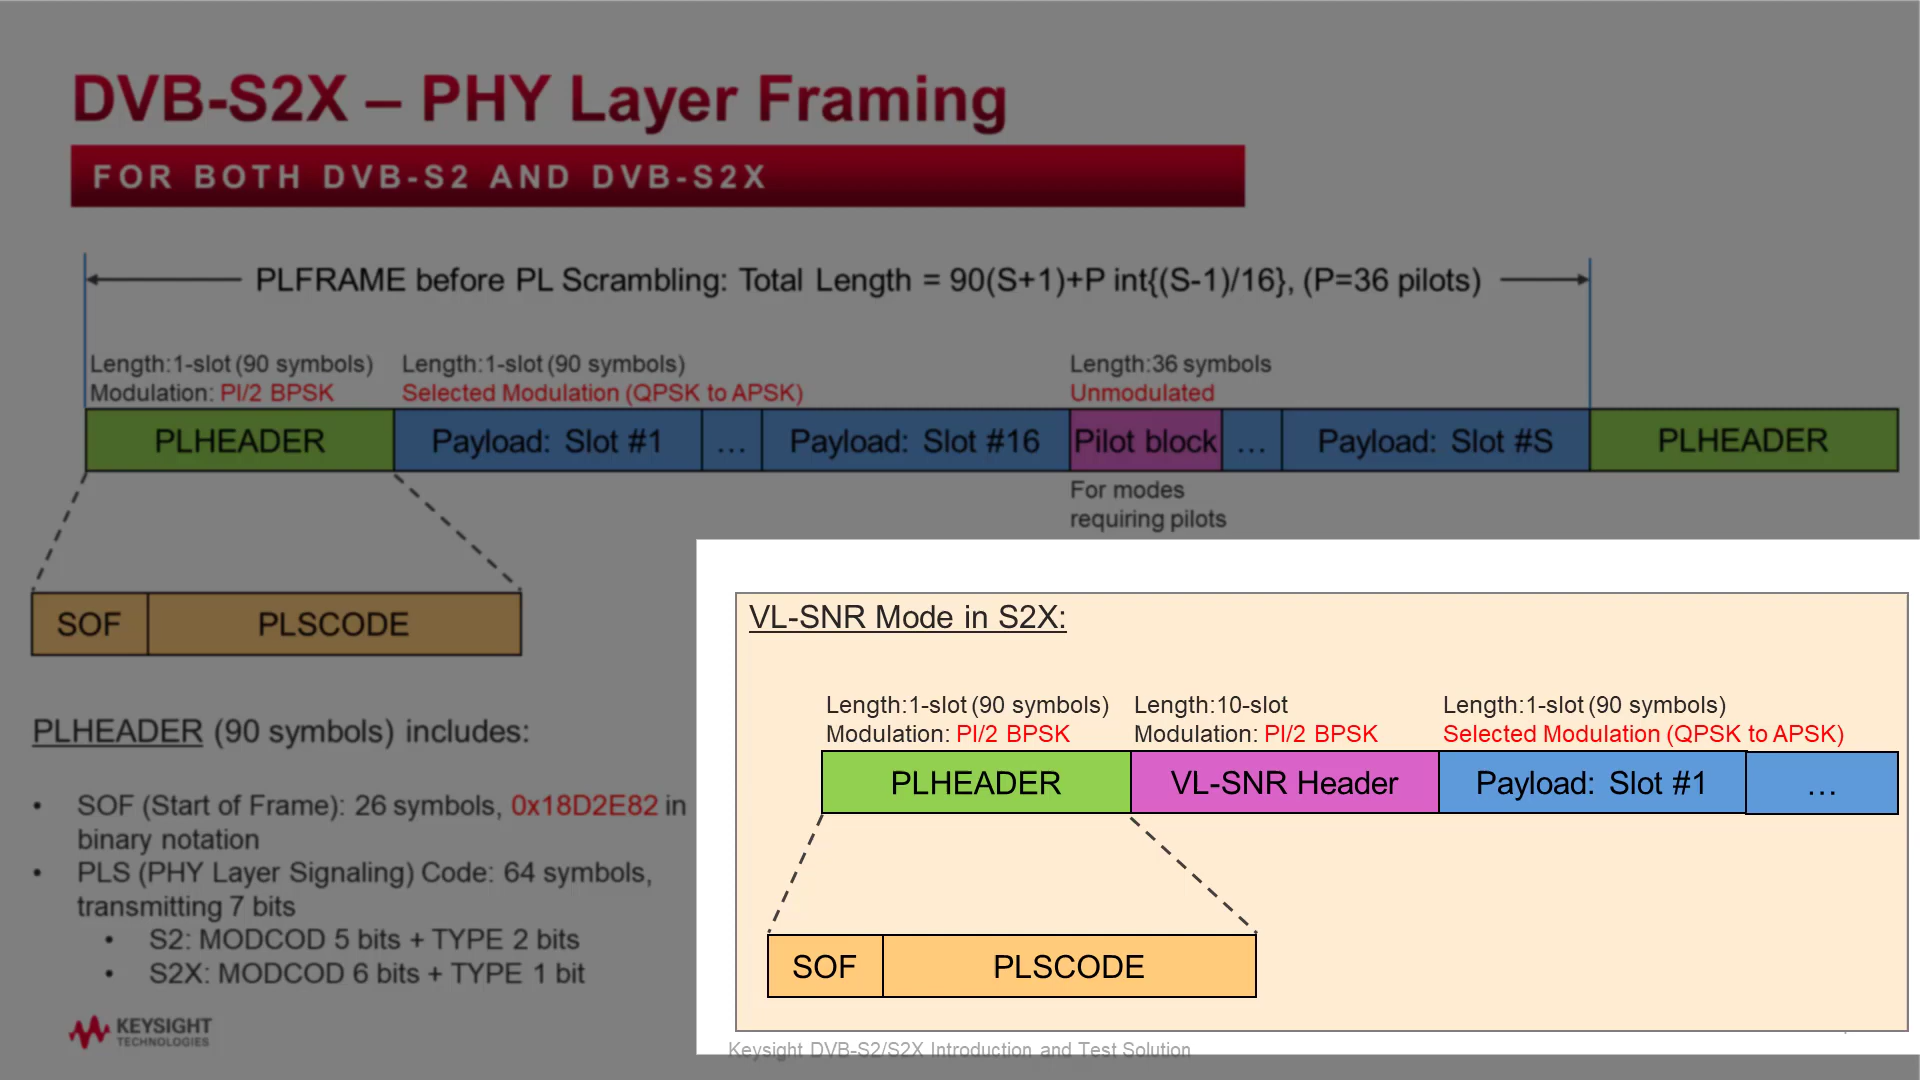 DVB-S2X – PHY Layer Framing
FOR BOTH DVB-S2 AND DVB-S2X
PLFRAME before PL Scrambling: Total Length = 90(S+1)+P int{(S-1)/16}, (P=36 pilots)
Length:1-slot (90 symbols) Length:1-slot (90 symbols) Length:36 symbols
Modulation: PI/2 BPSK Selected Modulation (QPSK to APSK) Unmodulated
PLHEADER Payload: Slot #1 … Payload: Slot #16 Pilot block … Payload: Slot #S PLHEADER
For modes
requiring pilots
SOF PLSCODE
PLHEADER (90 symbols) includes:
• SOF (Start of Frame): 26 symbols, 0x18D2E82 in
binary notation
• PLS (PHY Layer Signaling) Code: 64 symbols,
transmitting 7 bits
• S2: MODCOD 5 bits + TYPE 2 bits
• S2X: MODCOD 6 bits + TYPE 1 bit
VL-SNR Mode in S2X:
Length:1-slot (90 symbols) Length:10-slot Length:1-slot (90 symbols)
Modulation: PI/2 BPSK Modulation: PI/2 BPSK Selected Modulation (QPSK to APSK)
PLHEADER VL-SNR Header Payload: Slot #1 …
SOF PLSCODE
KEYSIGHT
TECHNOLOGIES
Keysight DVB-S2/S2X Introduction and Test Solution